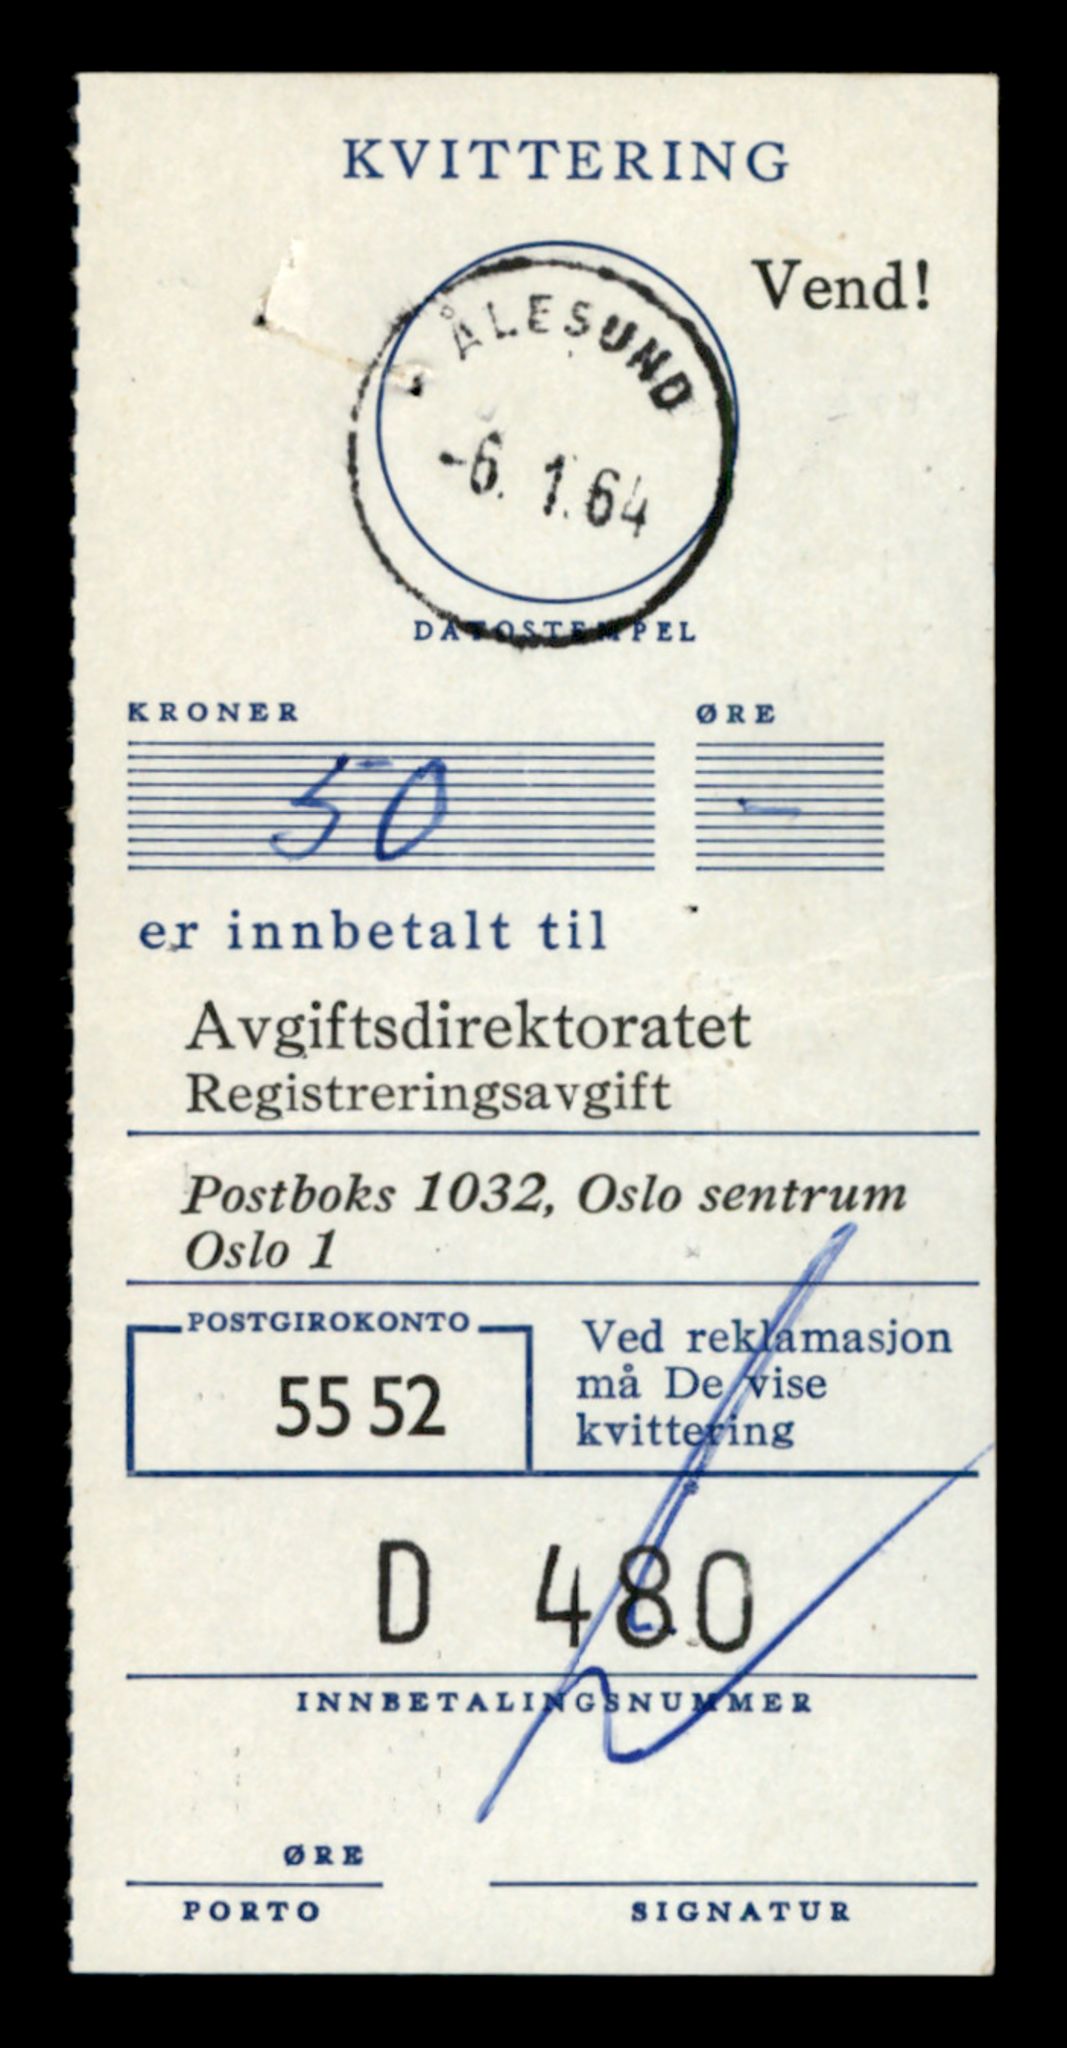 KVITTERING
Vend!
ÅLESUND
-6. 1. 64
DATOSTEMPEL
KRONER ØRE
50 -
er innbetalt til
Avgiftsdirektoratet
Registreringsavgift
Postboks 1032, Oslo sentrum
Oslo 1
POSTGIROKONTO
55 52
Ved reklamasjon
må De vise
kvittering
D 480
INNBETALINGSNUMMER
ØRE
PORTO SIGNATUR